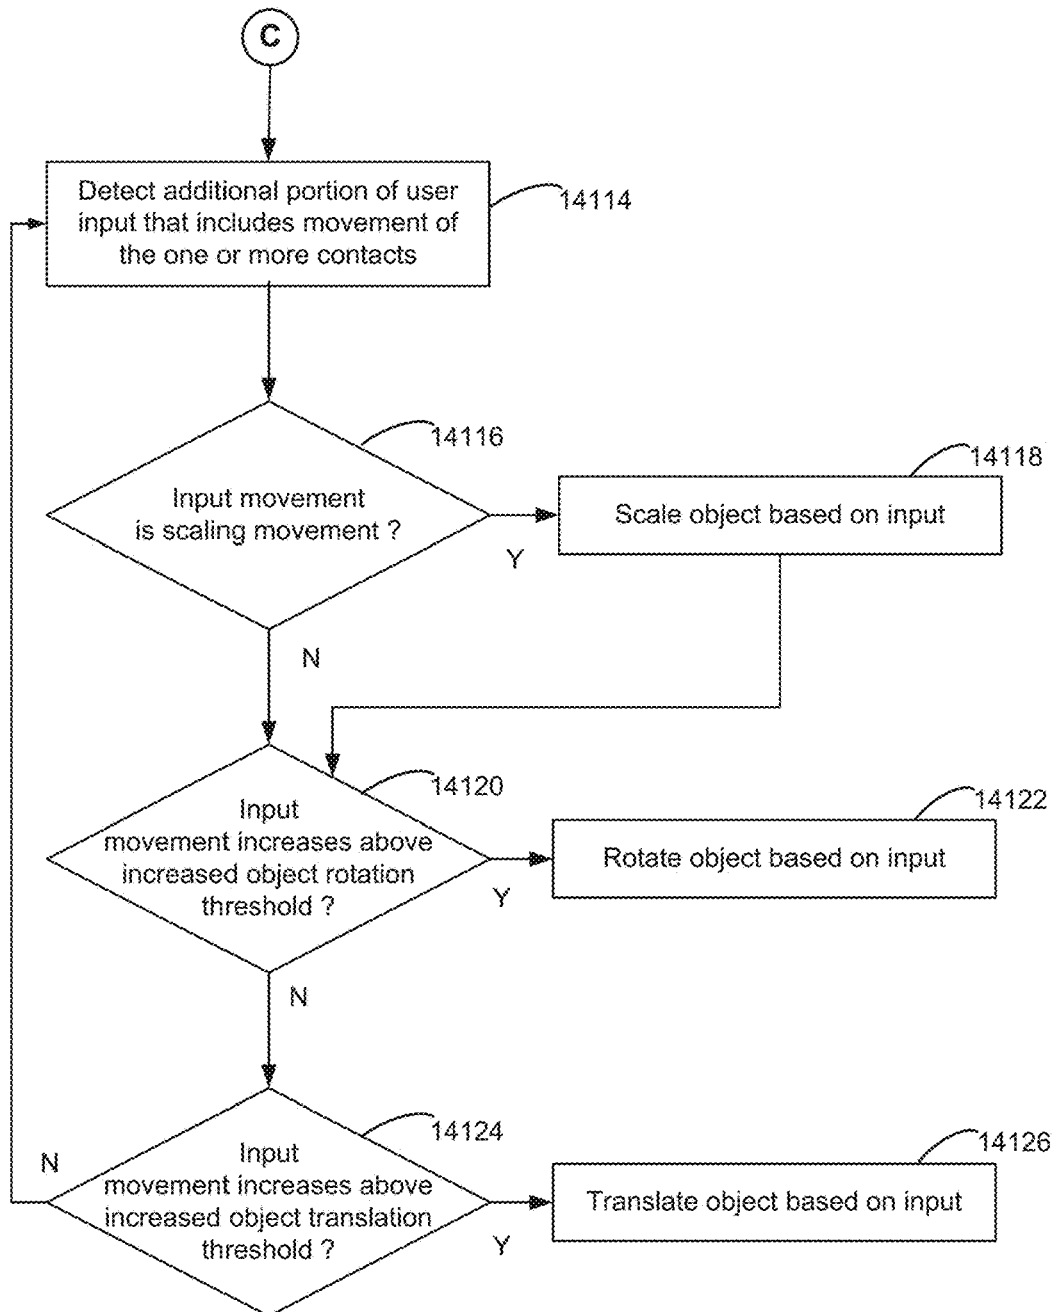 C
Detect additional portion of user
input that includes movement of
the one or more contacts
14114
14116
Input movement
is scaling movement ?
Y
14118
Scale object based on input
N
14120
Input
movement increases above
increased object rotation
threshold ?
Y
14122
Rotate object based on input
N
14124
Input
movement increases above
increased object translation
threshold ?
N
Y
14126
Translate object based on input